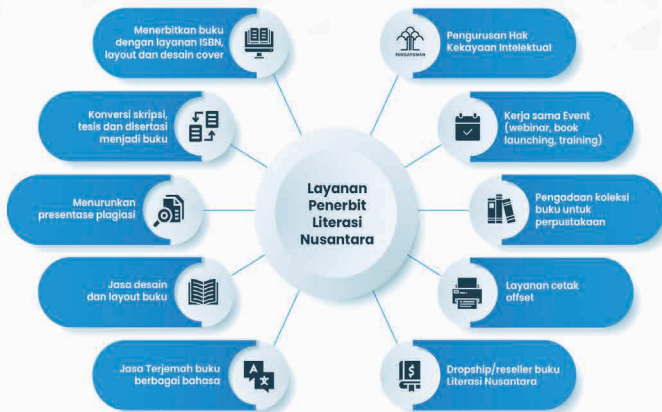 Menerbitkan buku
dengan layanan ISBN,
layout dan desain cover
Konversi skripsi,
tesis dan disertasi
menjadi buku
Menurunkan
presentase plagiasi
Jasa desain
dan layout buku
Jasa Terjemah buku
berbagai bahasa
A
Layanan
Penerbit
Literasi
Nusantara
PENGAYOMAN
Pengurusan Hak
Kekayaan Intelektual
Kerja sama Event
(webinar, book
launching, training)
Pengadaan koleksi
buku untuk
perpustakaan
Layanan cetak
offset
$
Dropship/reseller buku
Literasi Nusantara